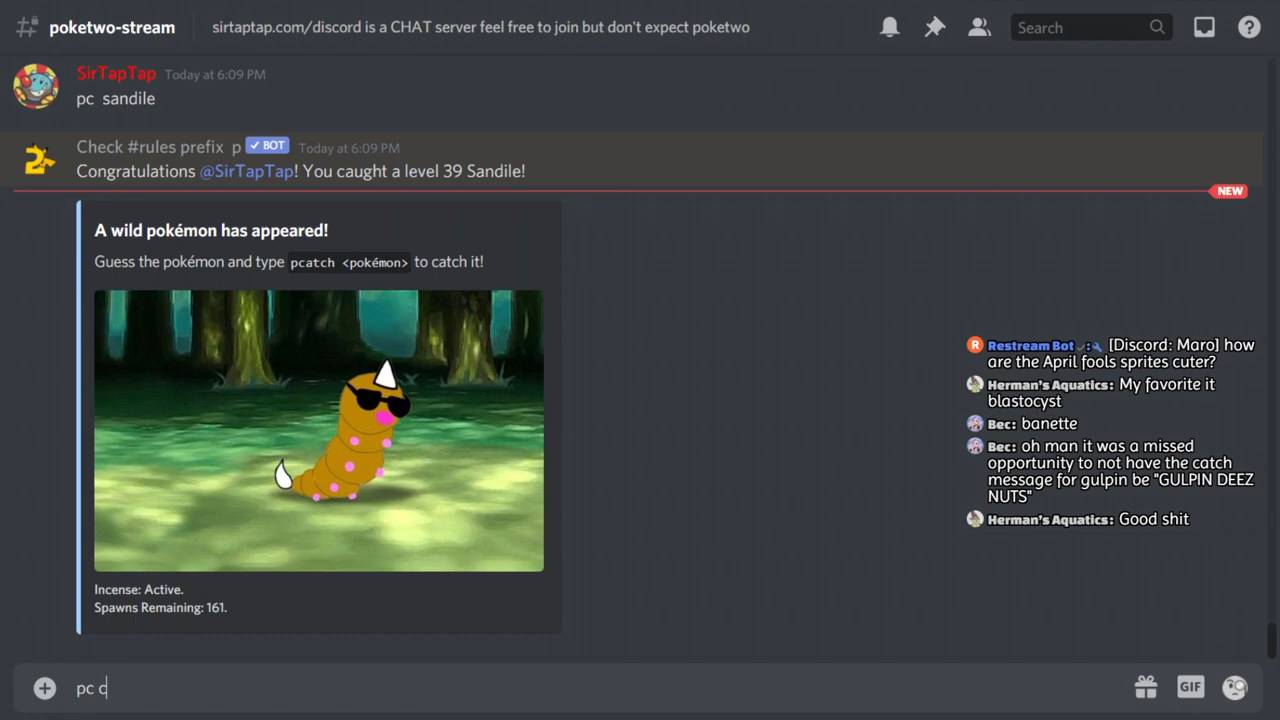 poketwo-stream sirtaptap.com/discord is a CHAT server feel free to join but don't expect poketwo Search
SirTapTap Today at 6:09 PM
pc sandile
Check #rules prefix p BOT Today at 6:09 PM
Congratulations @SirTapTap! You caught a level 39 Sandile!
NEW
A wild pokémon has appeared!
Guess the pokémon and type pcatch <pokémon> to catch it!
Incense: Active.
Spawns Remaining: 161.
R Restream Bot : [Discord: Maro] how
are the April fools sprites cuter?
Herman's Aquatics: My favorite it
blastocyst
Bec: banette
Bec: oh man it was a missed
opportunity to not have the catch
message for gulpin be "GULPIN DEEZ
NUTS"
Herman's Aquatics: Good shit
pc c
GIF